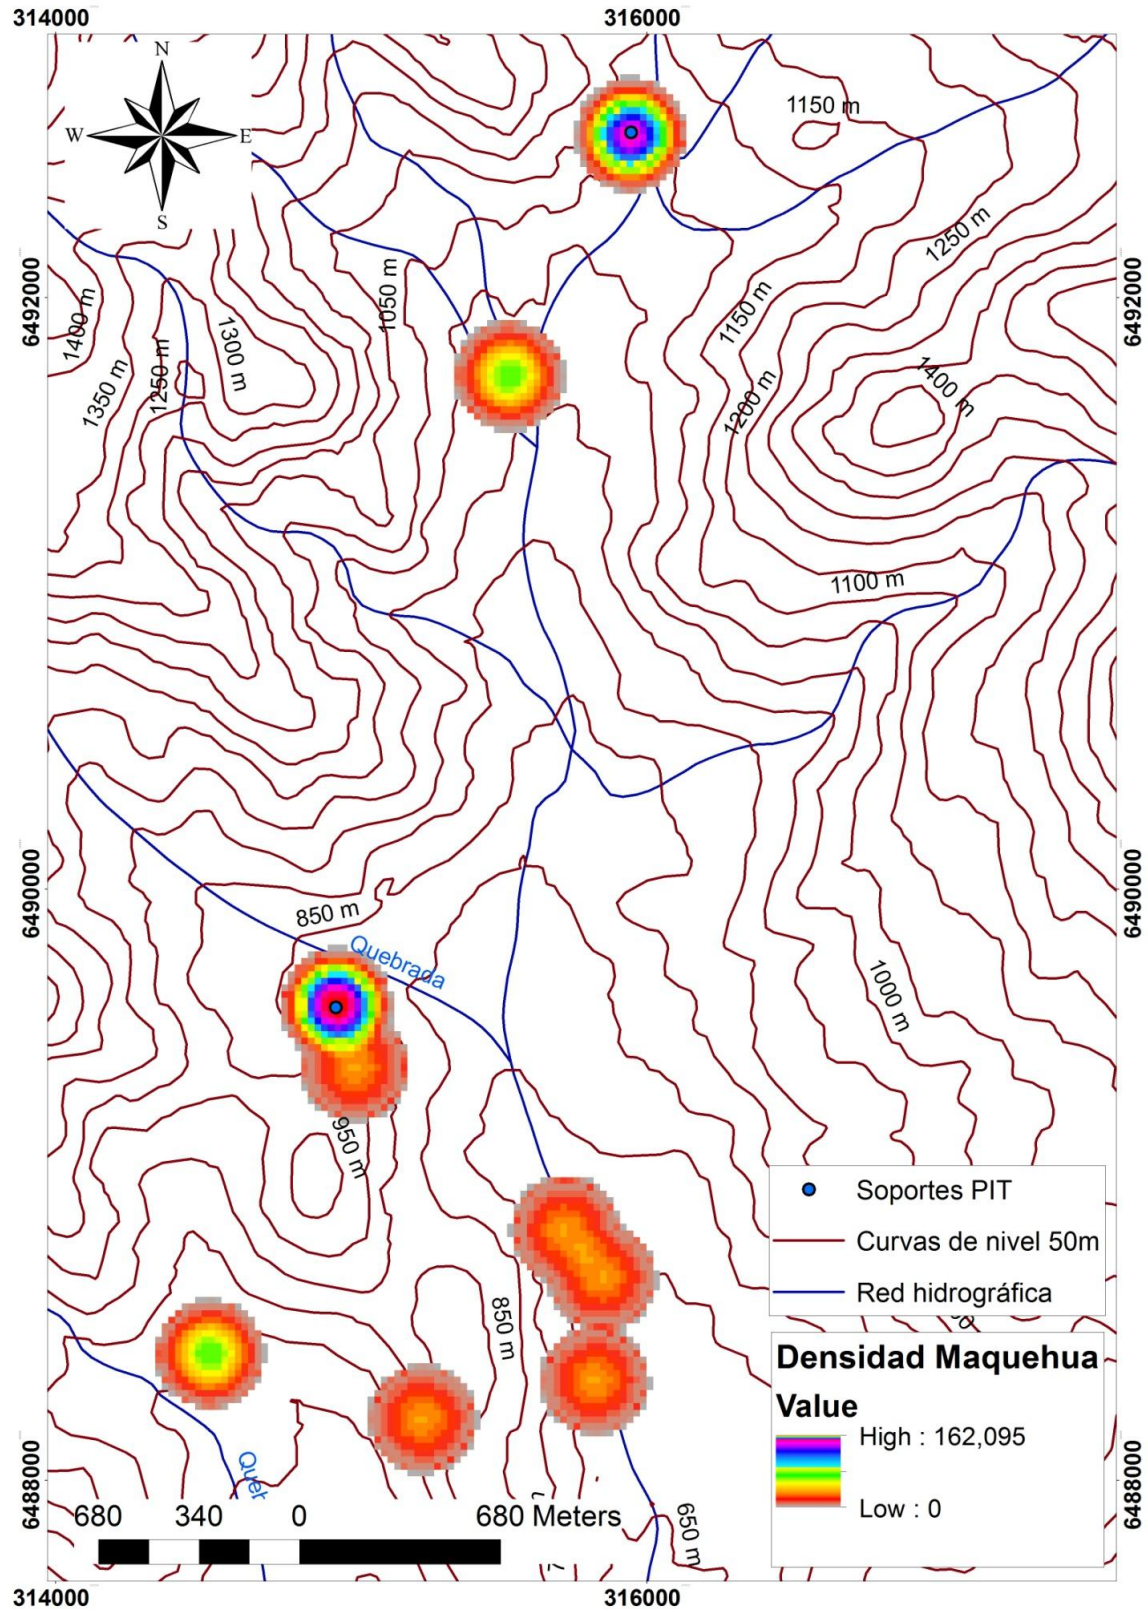 314000 316000
N
W E
S
1150 m
1250 m
6492000
6492000
1400 m
1350 m
1250 m
1300 m
1050 m
1150 m
1200 m
1400 m
1100 m
6490000
6490000
850 m
Quebrada
1000 m
950 m
850 m
Soportes PIT
Curvas de nivel 50m
Red hidrográfica
Densidad Maquehua
Value
High : 162,095
Low : 0
6488000
6488000
650 m
680 340 0 680 Meters
314000 316000